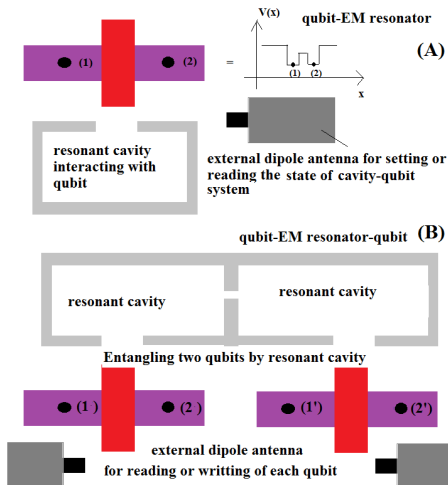 qubit-EM resonator
V(x)
(A)
(1)
(2)
=
(1) (2)
x
resonant cavity
interacting with
qubit
external dipole antenna for setting or
reading the state of cavity-qubit
system
(B)
qubit-EM resonator-qubit
resonant cavity
resonant cavity
Entangling two qubits by resonant cavity
(1 )
(2 )
(1')
(2')
external dipole antenna
for reading or writting of each qubit